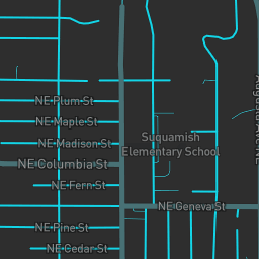 NE Plum St
NE Maple St
NE Madison St
Suquamish
Elementary School
NE Columbia St
NE Fern St
NE Geneva St
NE Pine St
NE Cedar St